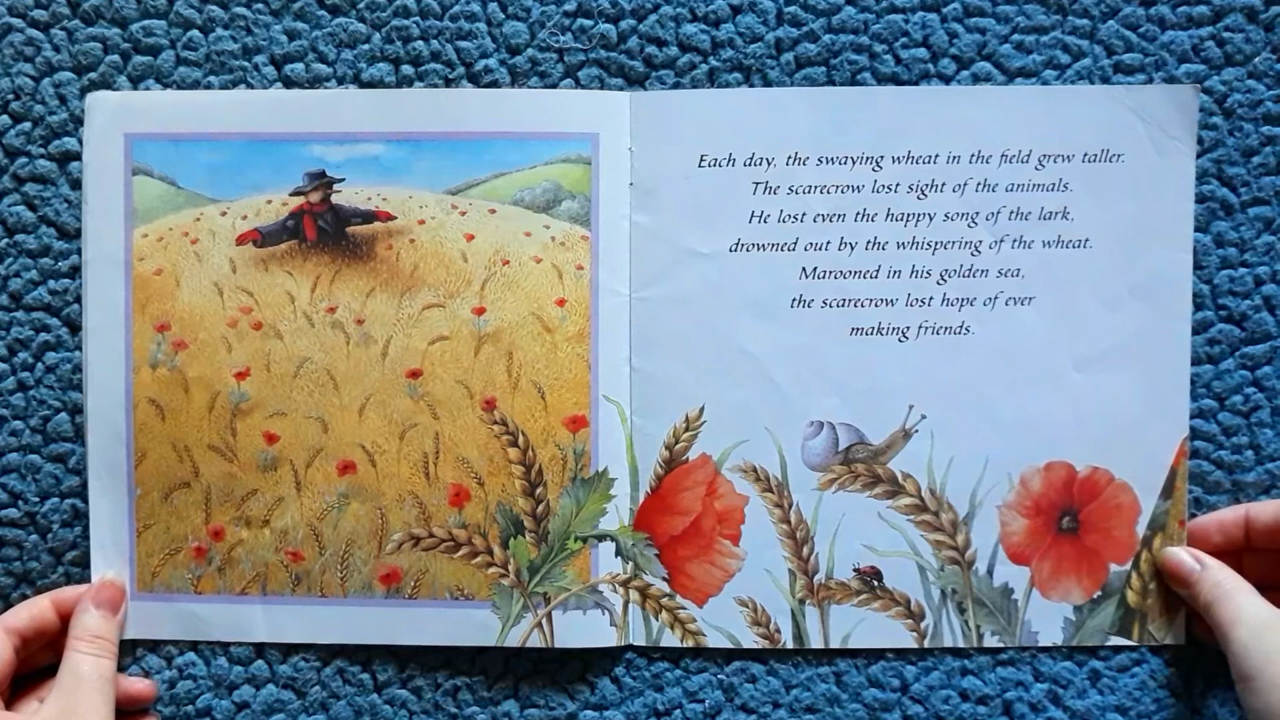 Each day, the swaying wheat in the field grew taller.
The scarecrow lost sight of the animals.
He lost even the happy song of the lark,
drowned out by the whispering of the wheat.
Marooned in his golden sea,
the scarecrow lost hope of ever
making friends.